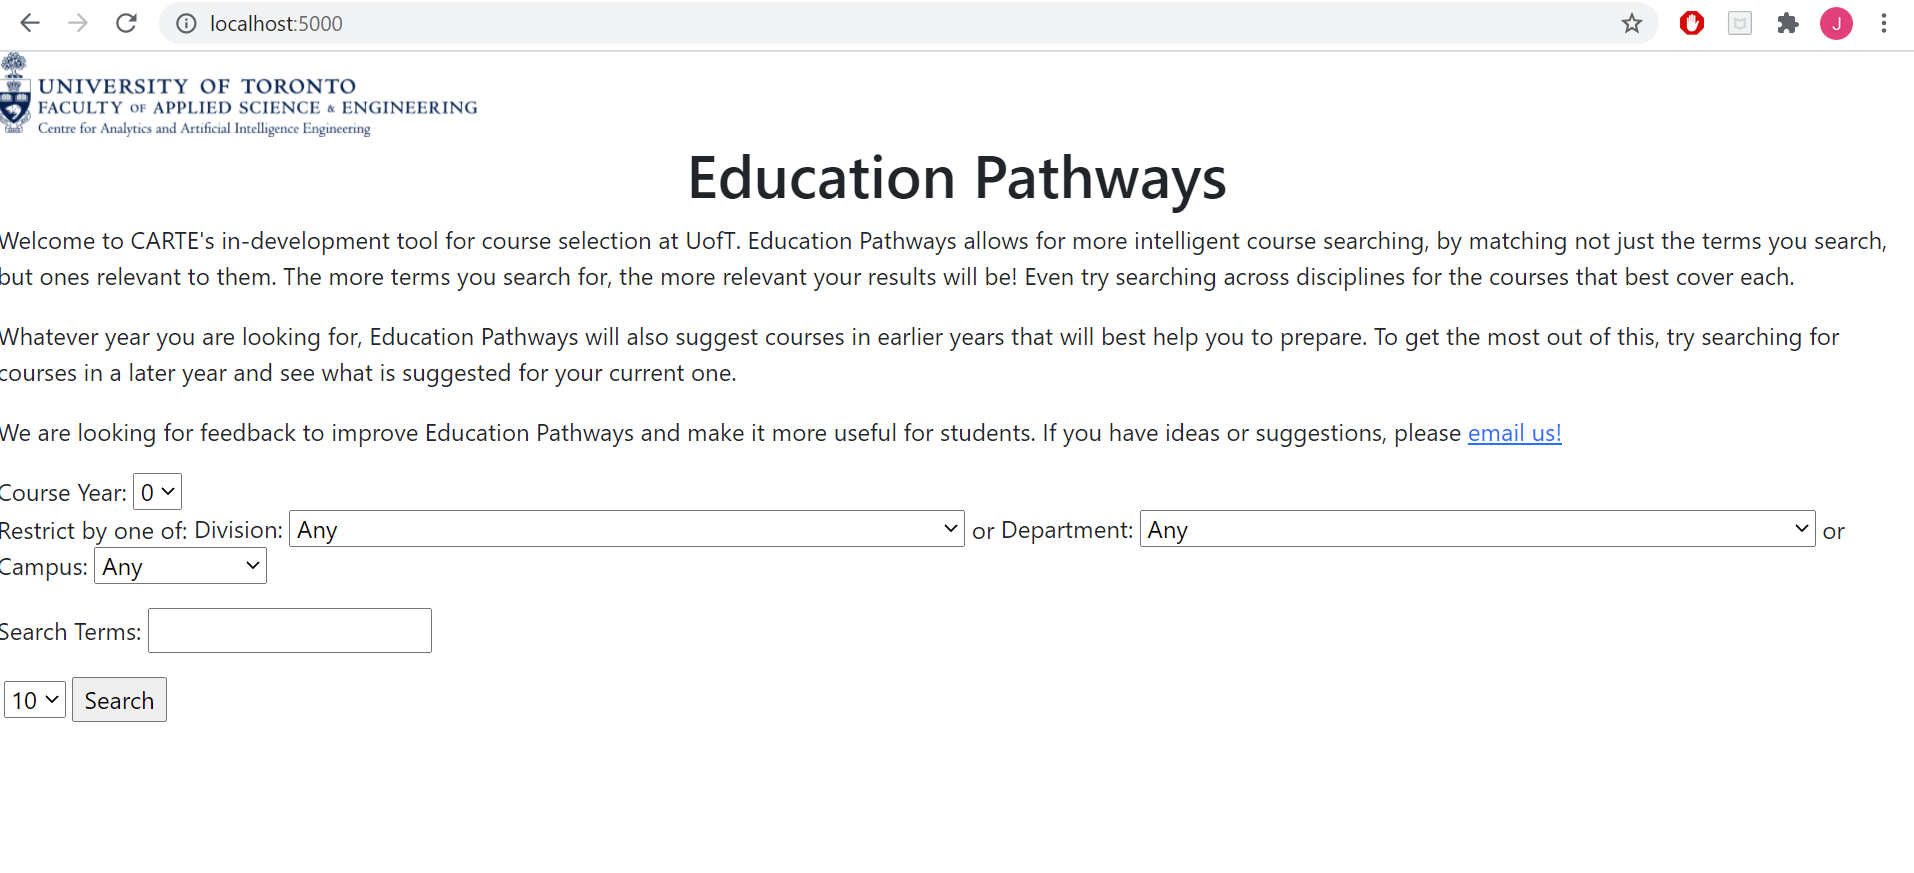 localhost:5000
J
UNIVERSITY OF TORONTO
FACULTY OF APPLIED SCIENCE & ENGINEERING
Centre for Analytics and Artificial Intelligence Engineering
Education Pathways
Welcome to CARTE's in-development tool for course selection at UofT. Education Pathways allows for more intelligent course searching, by matching not just the terms you search,
but ones relevant to them. The more terms you search for, the more relevant your results will be! Even try searching across disciplines for the courses that best cover each.
Whatever year you are looking for, Education Pathways will also suggest courses in earlier years that will best help you to prepare. To get the most out of this, try searching for
courses in a later year and see what is suggested for your current one.
We are looking for feedback to improve Education Pathways and make it more useful for students. If you have ideas or suggestions, please email us!
Course Year: 0
Restrict by one of: Division: Any or Department: Any or
Campus: Any
Search Terms:
10 Search